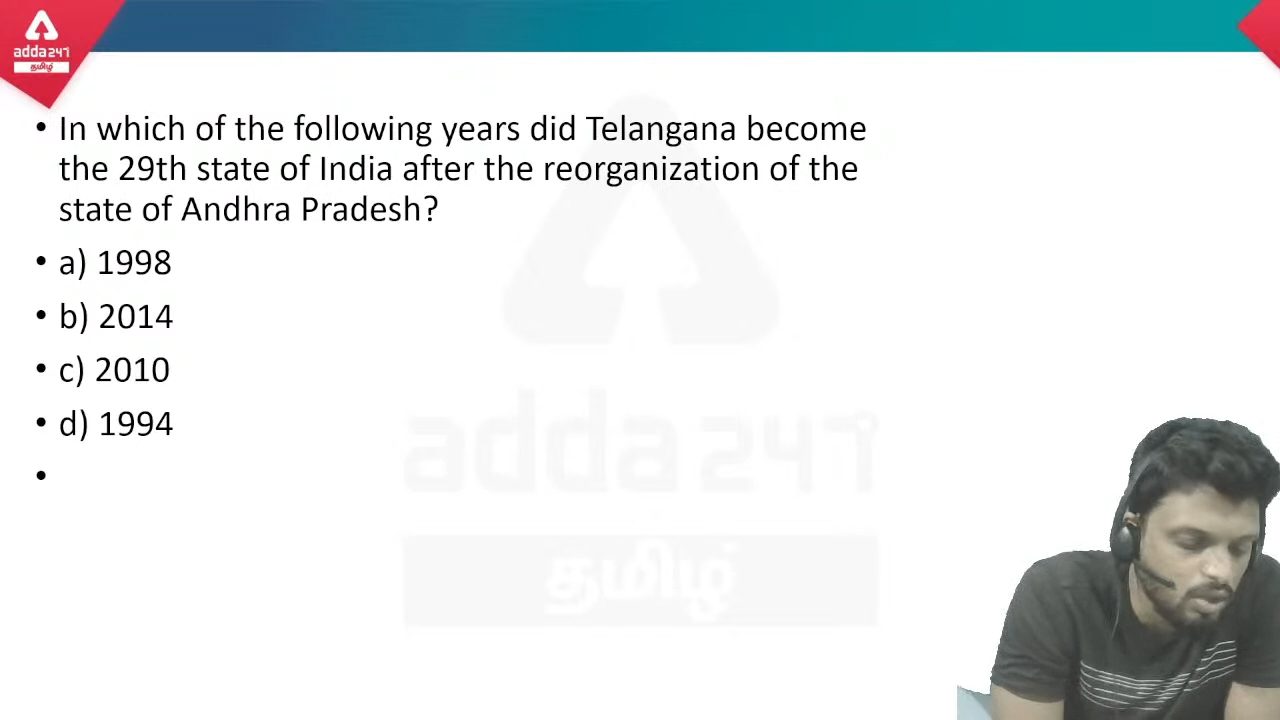 adda247
தமிழ்
• In which of the following years did Telangana become
the 29th state of India after the reorganization of the
state of Andhra Pradesh?
• a) 1998
• b) 2014
• c) 2010
• d) 1994
•
adda247
தமிழ்